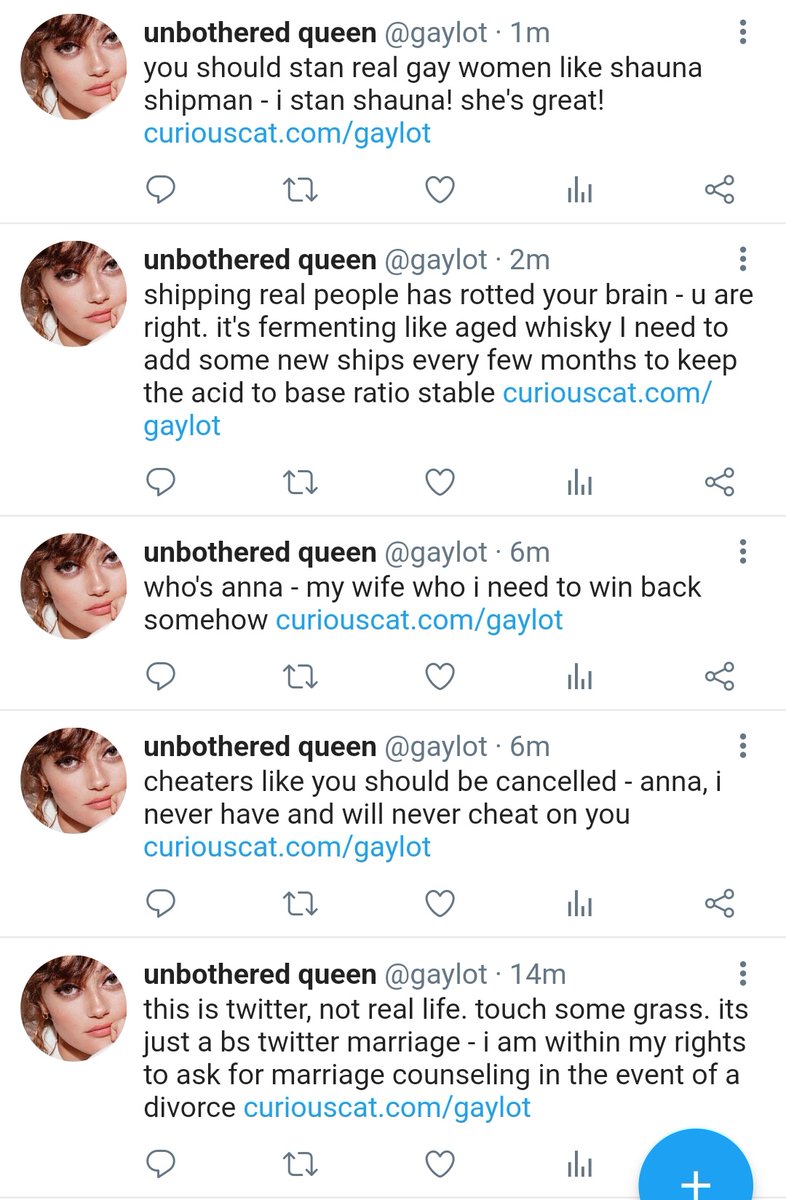 unbothered queen @gaylot · 1m
you should stan real gay women like shauna
shipman - i stan shauna! she's great!
curiouscat.com/gaylot
unbothered queen @gaylot · 2m
shipping real people has rotted your brain - u are
right. it's fermenting like aged whisky I need to
add some new ships every few months to keep
the acid to base ratio stable curiouscat.com/
gaylot
unbothered queen @gaylot · 6m
who's anna - my wife who i need to win back
somehow curiouscat.com/gaylot
unbothered queen @gaylot · 6m
cheaters like you should be cancelled - anna, i
never have and will never cheat on you
curiouscat.com/gaylot
unbothered queen @gaylot · 14m
this is twitter, not real life. touch some grass. its
just a bs twitter marriage - i am within my rights
to ask for marriage counseling in the event of a
divorce curiouscat.com/gaylot